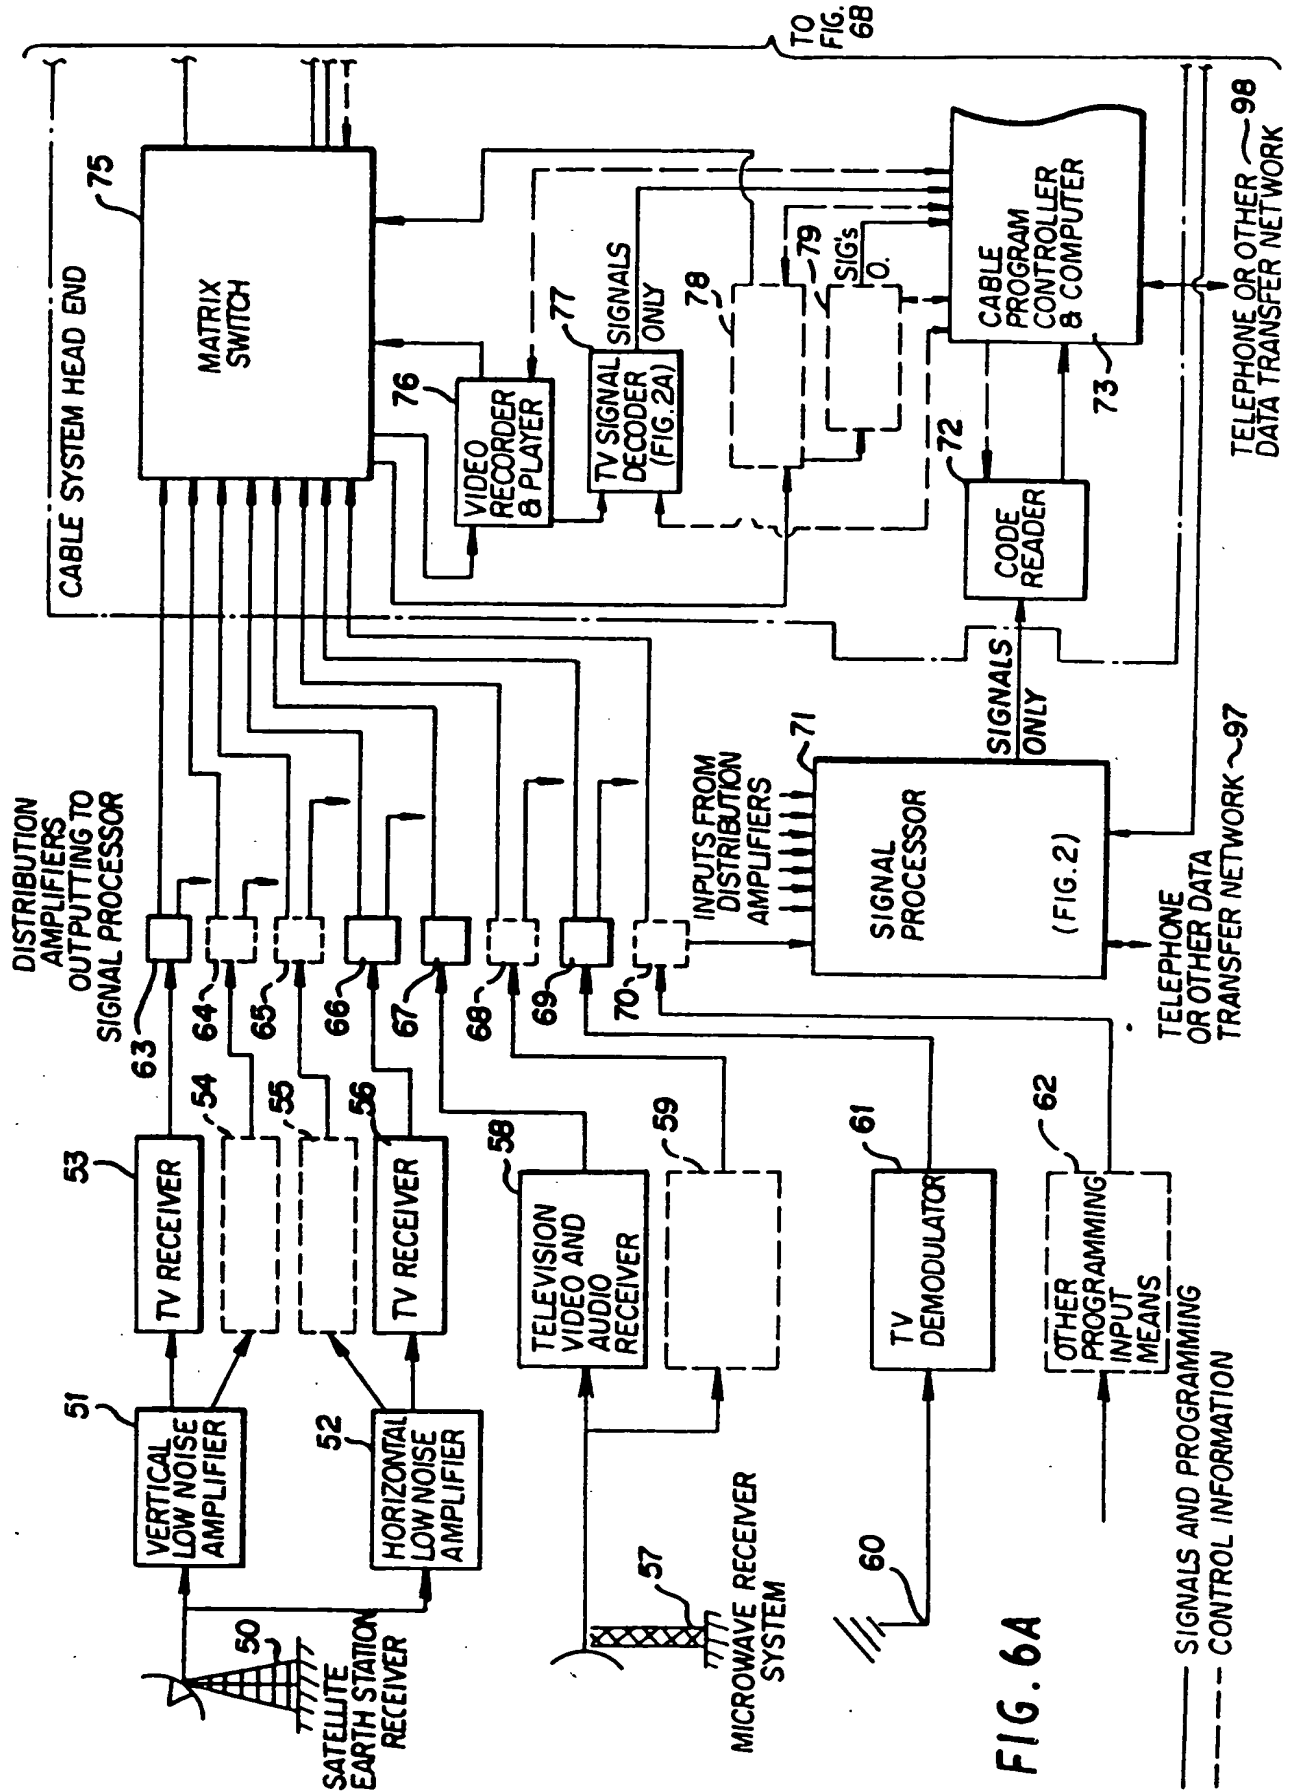 DISTRIBUTION
AMPLIFIERS
OUTPUTTING TO
SIGNAL PROCESSOR
CABLE SYSTEM HEAD END
TO
FIG.
6B
50
SATELLITE
EARTH STATION
RECEIVER
51
VERTICAL
LOW NOISE
AMPLIFIER
52
HORIZONTAL
LOW NOISE
AMPLIFIER
53
TV RECEIVER
54
55
56
TV RECEIVER
57
MICROWAVE RECEIVER
SYSTEM
58
TELEVISION
VIDEO AND
AUDIO
RECEIVER
59
60
61
TV
DEMODULATOR
62
OTHER
PROGRAMMING
INPUT
MEANS
63
64
65
66
67
68
69
70
INPUTS FROM
DISTRIBUTION
AMPLIFIERS
71
SIGNAL
PROCESSOR
(FIG.2)
SIGNALS
ONLY
TELEPHONE
OR OTHER DATA
TRANSFER NETWORK~97
75
MATRIX
SWITCH
76
VIDEO
RECORDER
& PLAYER
77
TV SIGNAL
DECODER
(FIG.2A)
SIGNALS
ONLY
78
79
SIG's
O.
72
CODE
READER
CABLE
PROGRAM
CONTROLLER
& COMPUTER
73
TELEPHONE OR OTHER~98
DATA TRANSFER NETWORK
FIG. 6A
SIGNALS AND PROGRAMMING
CONTROL INFORMATION